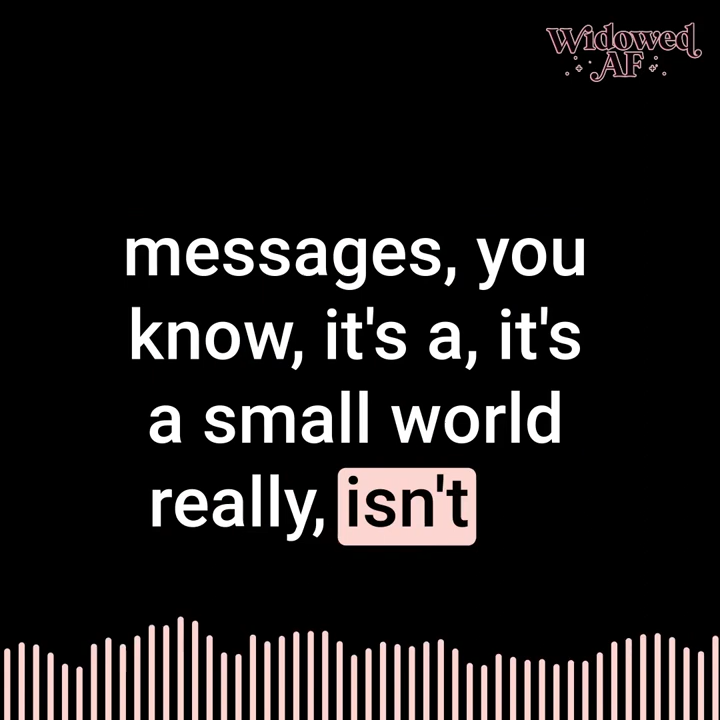 Widowed
AF
messages, you
know, it's a, it's
a small world
really, isn't